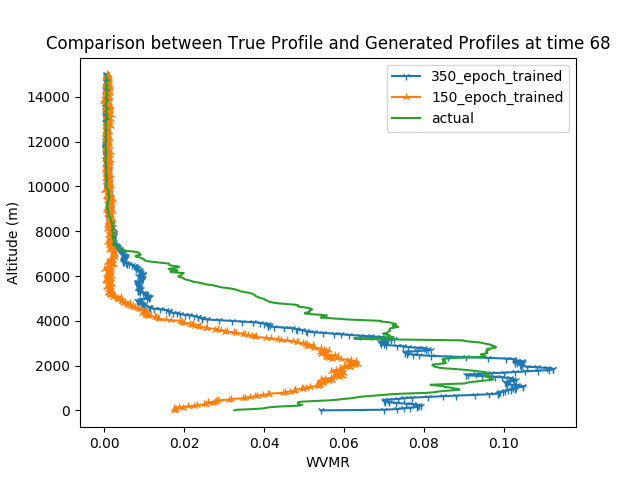 Comparison between True Profile and Generated Profiles at time 68
350_epoch_trained
150_epoch_trained
actual
14000
12000
10000
8000
6000
4000
2000
0
Altitude (m)
0.00 0.02 0.04 0.06 0.08 0.10
WVMR